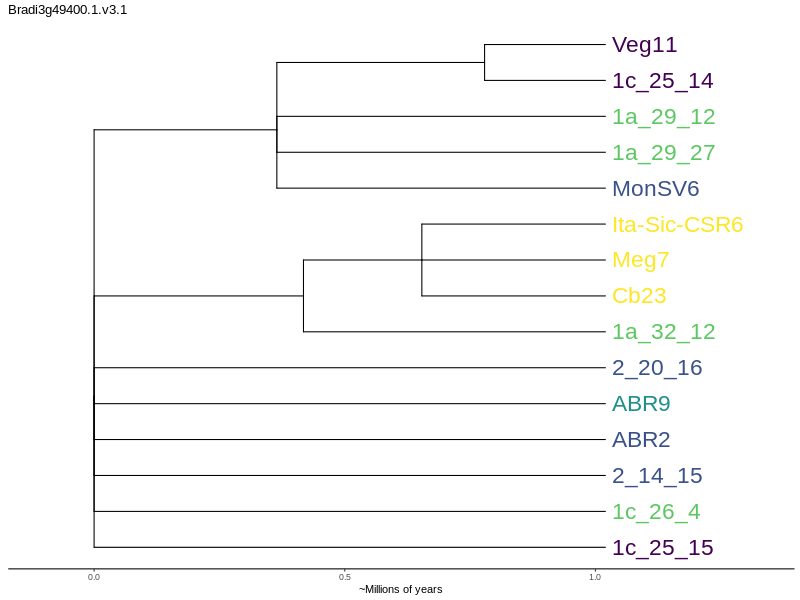 Bradi3g49400.1.v3.1
Veg11
1c_25_14
1a_29_12
1a_29_27
MonSV6
Ita-Sic-CSR6
Meg7
Cb23
1a_32_12
2_20_16
ABR9
ABR2
2_14_15
1c_26_4
1c_25_15
0.0 0.5 1.0
~Millions of years